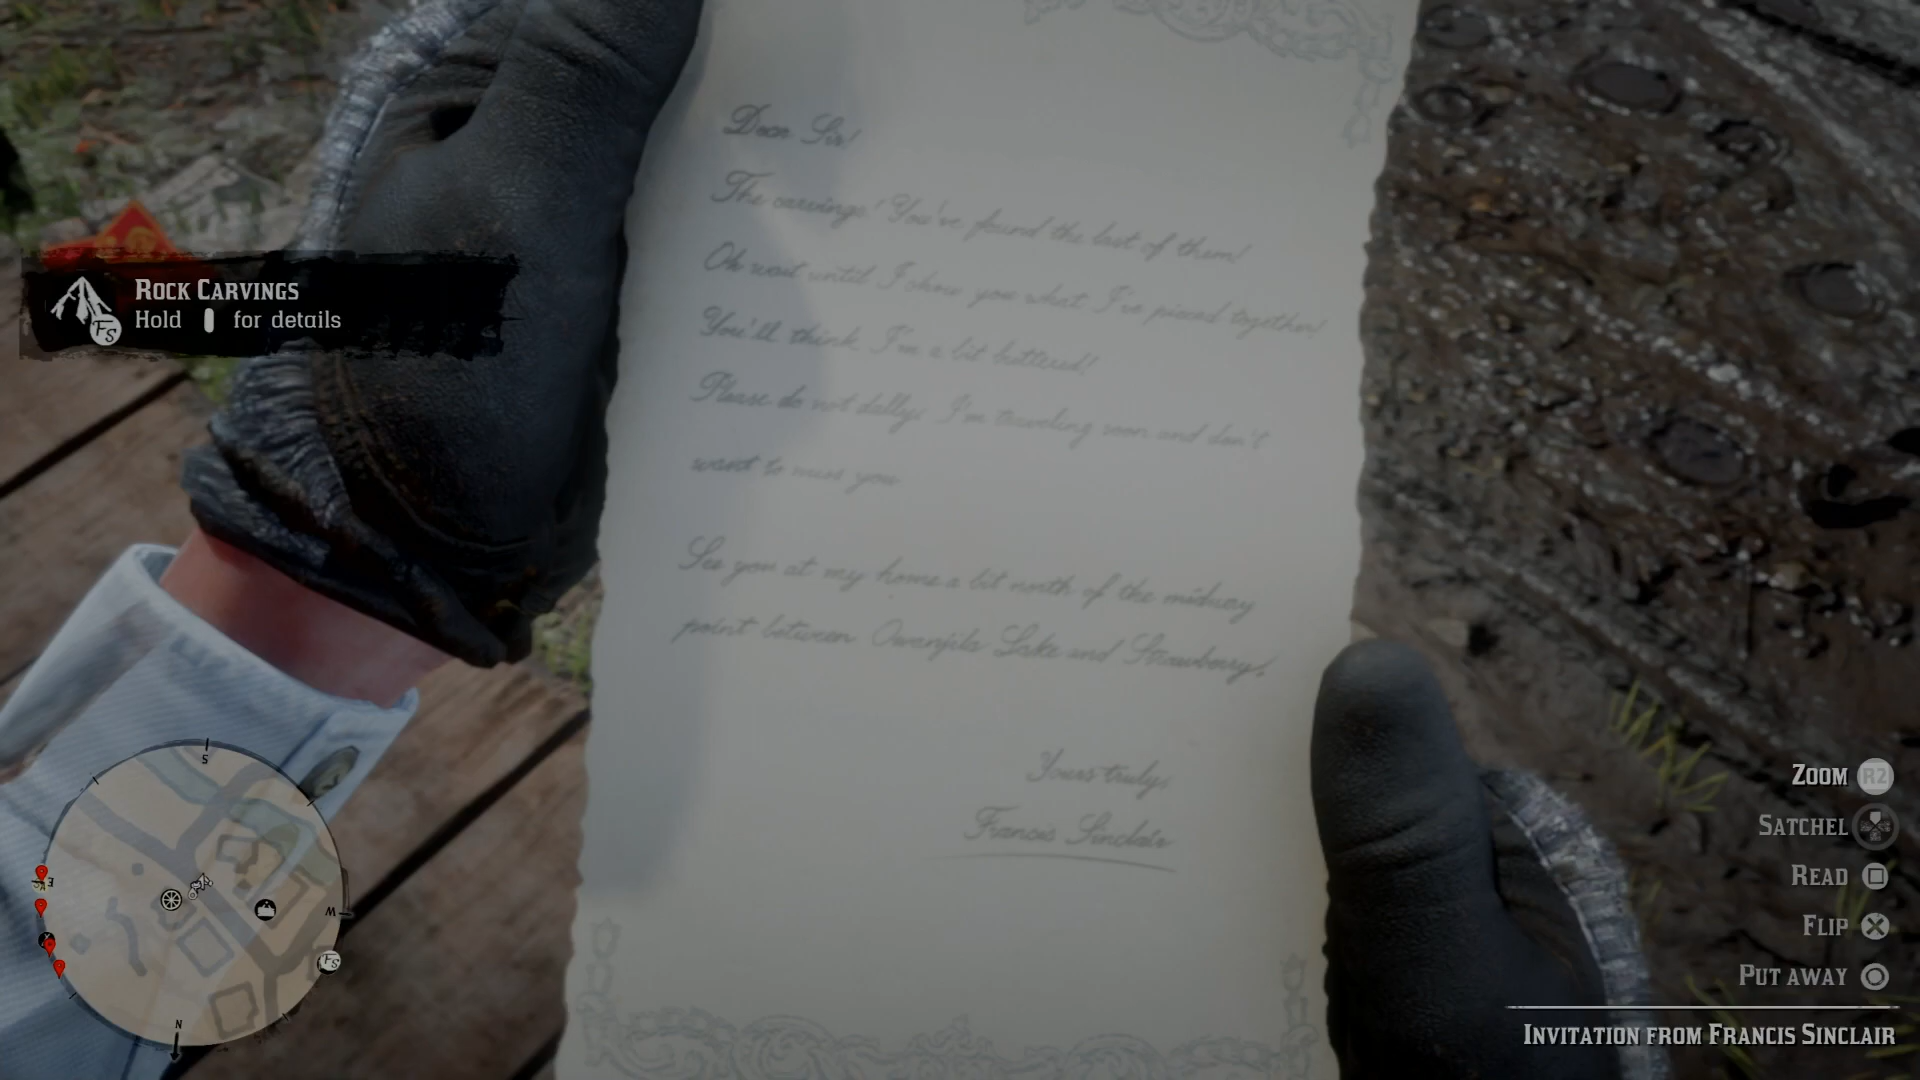 Dear Sir!
The carvings! You've found the last of them!
Oh wait until I show you what I've pieced together!
You'll think I'm a bit battered!
Please do not dally; I'm traveling soon and don't
want to miss you.
See you at my home a bit north of the midway
point between Owanjila Lake and Strawberry!
Yours truly,
Francis Sinclair
ROCK CARVINGS
Hold for details
FS
S
E
W
N
FS
ZOOM R2
SATCHEL
READ
FLIP
PUT AWAY
INVITATION FROM FRANCIS SINCLAIR